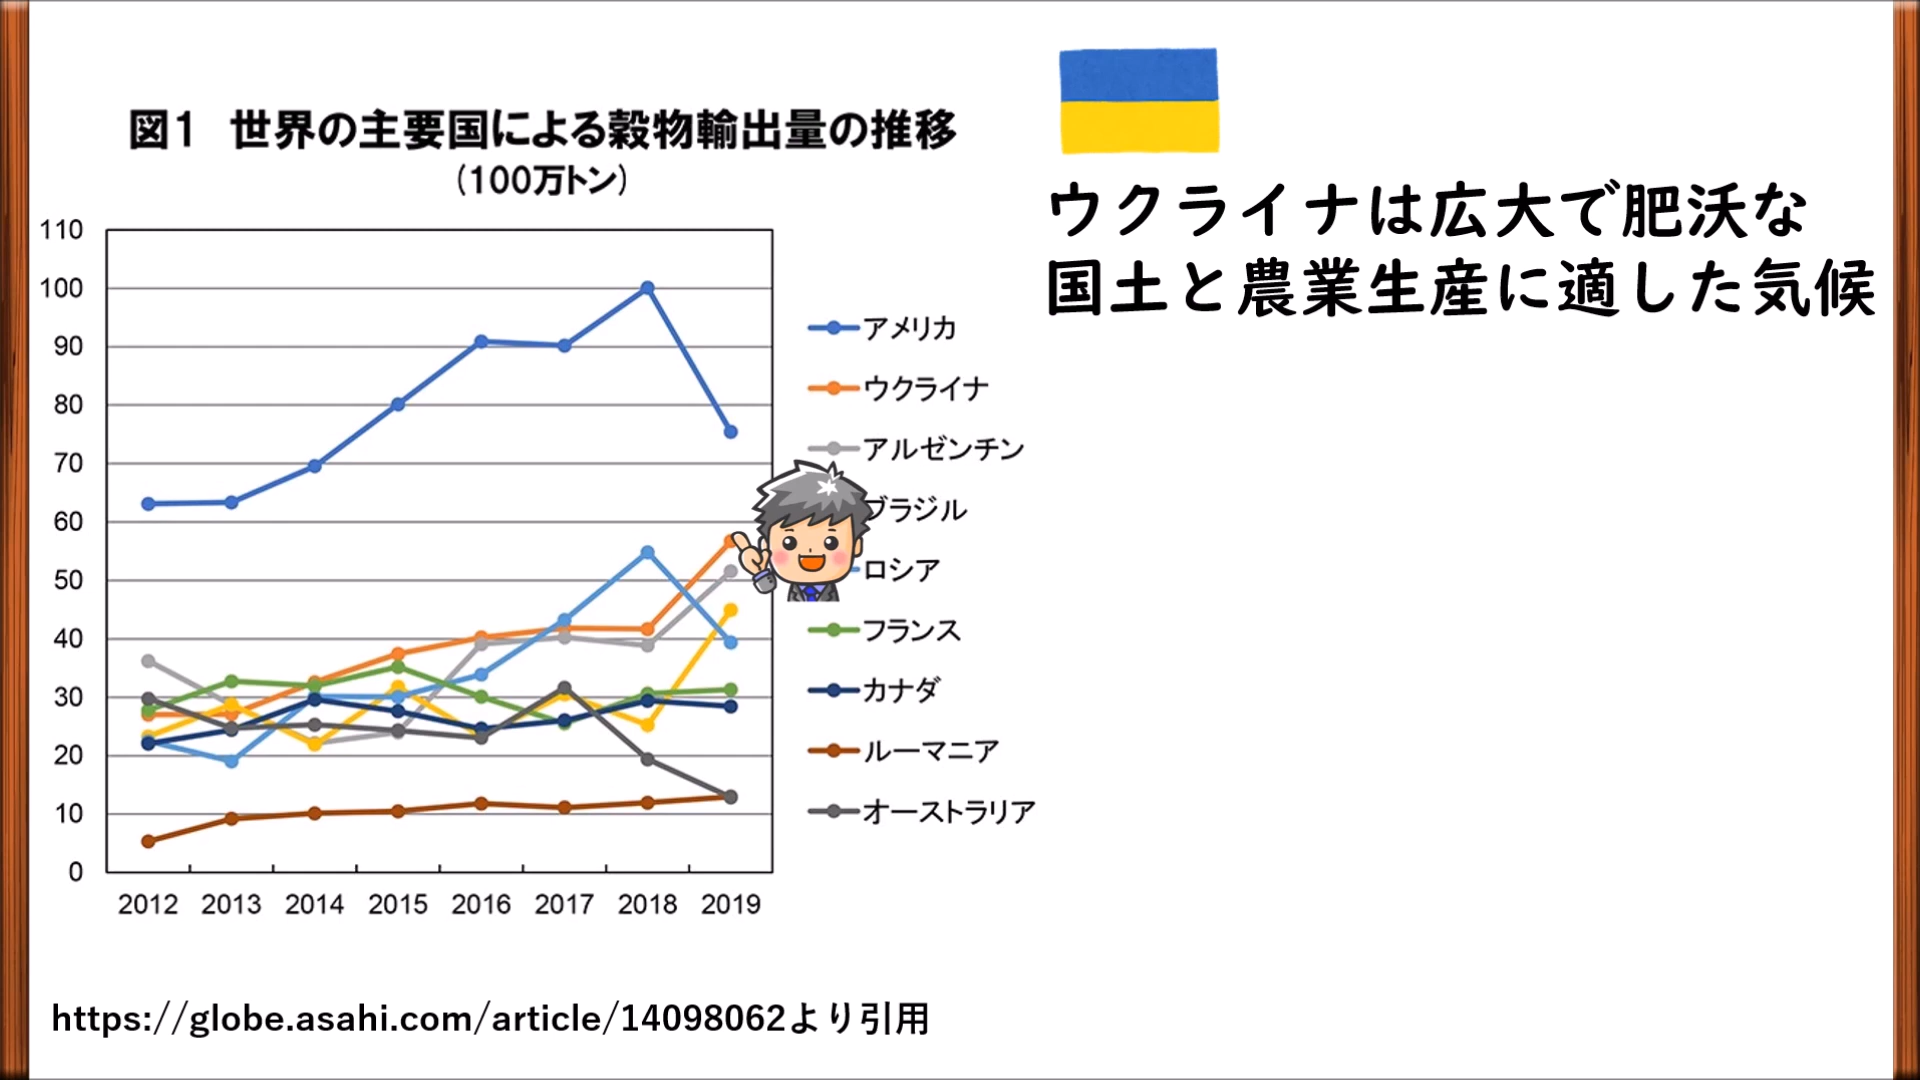 図1 世界の主要国による穀物輸出量の推移
(100万トン)
110
100
90
80
70
60
50
40
30
20
10
0
2012 2013 2014 2015 2016 2017 2018 2019
アメリカ
ウクライナ
アルゼンチン
ブラジル
ロシア
フランス
カナダ
ルーマニア
オーストラリア
ウクライナは広大で肥沃な
国土と農業生産に適した気候
https://globe.asahi.com/article/14098062より引用